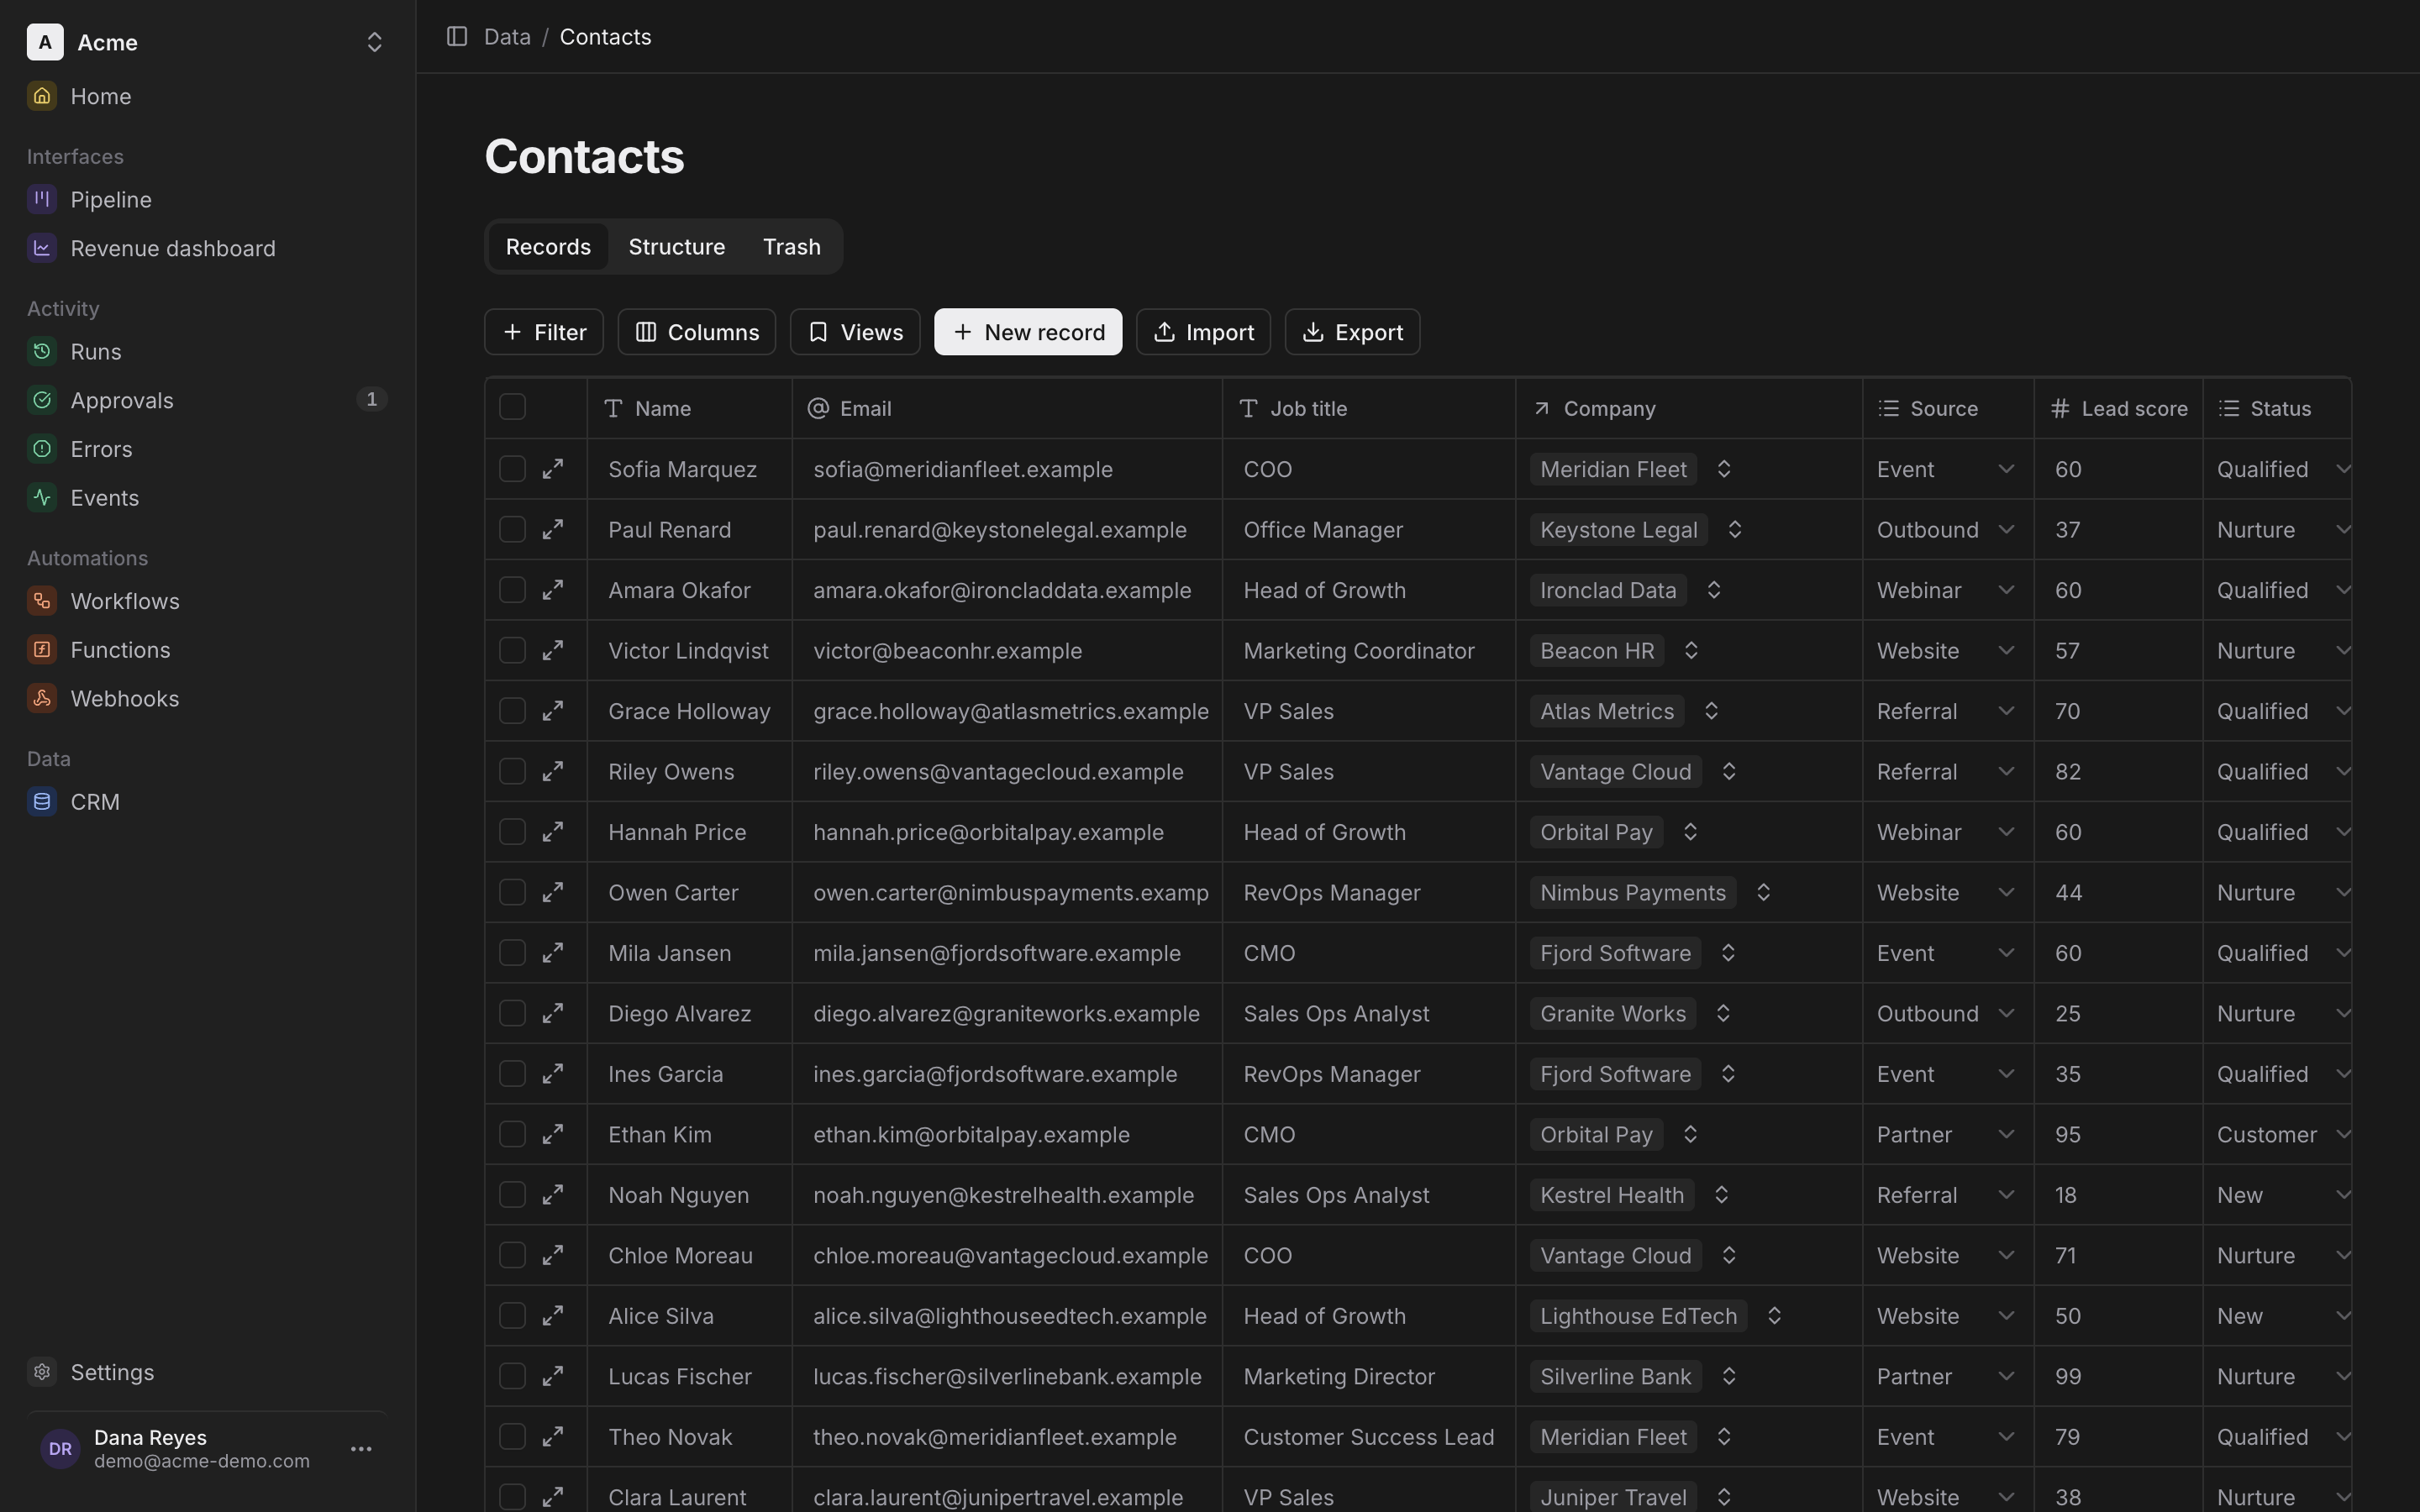 A Acme
Home
Interfaces
Pipeline
Revenue dashboard
Activity
Runs
Approvals 1
Errors
Events
Automations
Workflows
Functions
Webhooks
Data
CRM
Settings
DR Dana Reyes
demo@acme-demo.com
Data / Contacts
Contacts
Records Structure Trash
Filter Columns Views New record Import Export
Name Email Job title Company Source Lead score Status
Sofia Marquez sofia@meridianfleet.example COO Meridian Fleet Event 60 Qualified
Paul Renard paul.renard@keystonelegal.example Office Manager Keystone Legal Outbound 37 Nurture
Amara Okafor amara.okafor@ironcladdata.example Head of Growth Ironclad Data Webinar 60 Qualified
Victor Lindqvist victor@beaconhr.example Marketing Coordinator Beacon HR Website 57 Nurture
Grace Holloway grace.holloway@atlasmetrics.example VP Sales Atlas Metrics Referral 70 Qualified
Riley Owens riley.owens@vantagecloud.example VP Sales Vantage Cloud Referral 82 Qualified
Hannah Price hannah.price@orbitalpay.example Head of Growth Orbital Pay Webinar 60 Qualified
Owen Carter owen.carter@nimbuspayments.examp RevOps Manager Nimbus Payments Website 44 Nurture
Mila Jansen mila.jansen@fjordsoftware.example CMO Fjord Software Event 60 Qualified
Diego Alvarez diego.alvarez@graniteworks.example Sales Ops Analyst Granite Works Outbound 25 Nurture
Ines Garcia ines.garcia@fjordsoftware.example RevOps Manager Fjord Software Event 35 Qualified
Ethan Kim ethan.kim@orbitalpay.example CMO Orbital Pay Partner 95 Customer
Noah Nguyen noah.nguyen@kestrelhealth.example Sales Ops Analyst Kestrel Health Referral 18 New
Chloe Moreau chloe.moreau@vantagecloud.example COO Vantage Cloud Website 71 Nurture
Alice Silva alice.silva@lighthouseedtech.example Head of Growth Lighthouse EdTech Website 50 New
Lucas Fischer lucas.fischer@silverlinebank.example Marketing Director Silverline Bank Partner 99 Nurture
Theo Novak theo.novak@meridianfleet.example Customer Success Lead Meridian Fleet Event 79 Qualified
Clara Laurent clara.laurent@junipertravel.example VP Sales Juniper Travel Website 38 Nurture